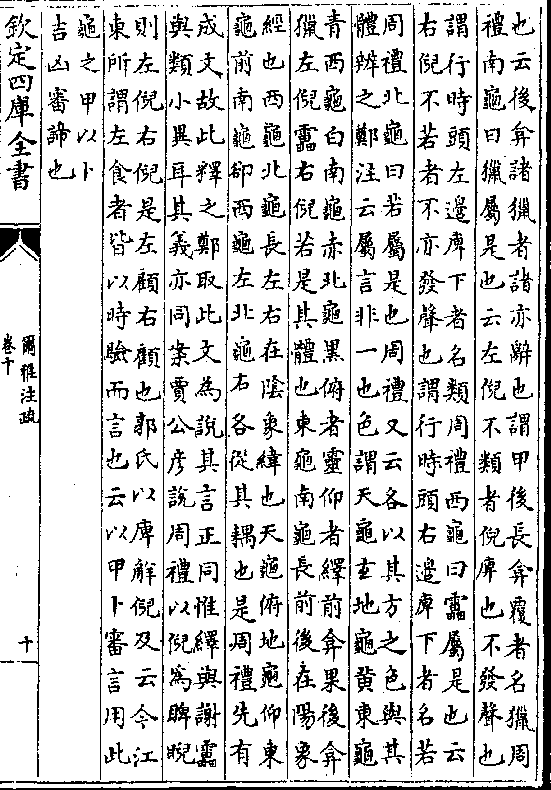 也云後弇諸獵者諸亦辭也謂甲後長弇覆者名獵周
禮南龜曰獵屬是也云左倪不類者倪庳也不發聲也
謂行時頭左邊庳下者名類周禮西龜曰靁屬是也云
右倪不若者不亦發聲也謂行時頭右邊庳下者名若
周禮北龜曰若屬是也周禮又云各以其方之色與其
體辨之鄭注云屬言非一也色謂天龜玄地龜黄東龜
青西龜白南龜赤北龜黑俯者靈仰者繹前弇果後弇
獵左倪靁右倪若是其體也東龜南龜長前後在陽象
經也西龜北龜長左右在陰象緯也天龜俯地龜仰東
龜前南龜卻西龜左北龜右各從其耦也是周禮先有
成文故此釋之鄭取此文為說其言正同惟繹與謝靁
與類小異耳其義亦同案賈公彦說周禮以倪為睥睨
則左倪右倪是左顧右顧也郭氏以庳解倪及云今江
東所謂左食者皆以時驗而言也云以甲卜審言用此
龜之甲以卜
吉凶審諦也
欽定四庫全書
爾雅注疏
卷十
十